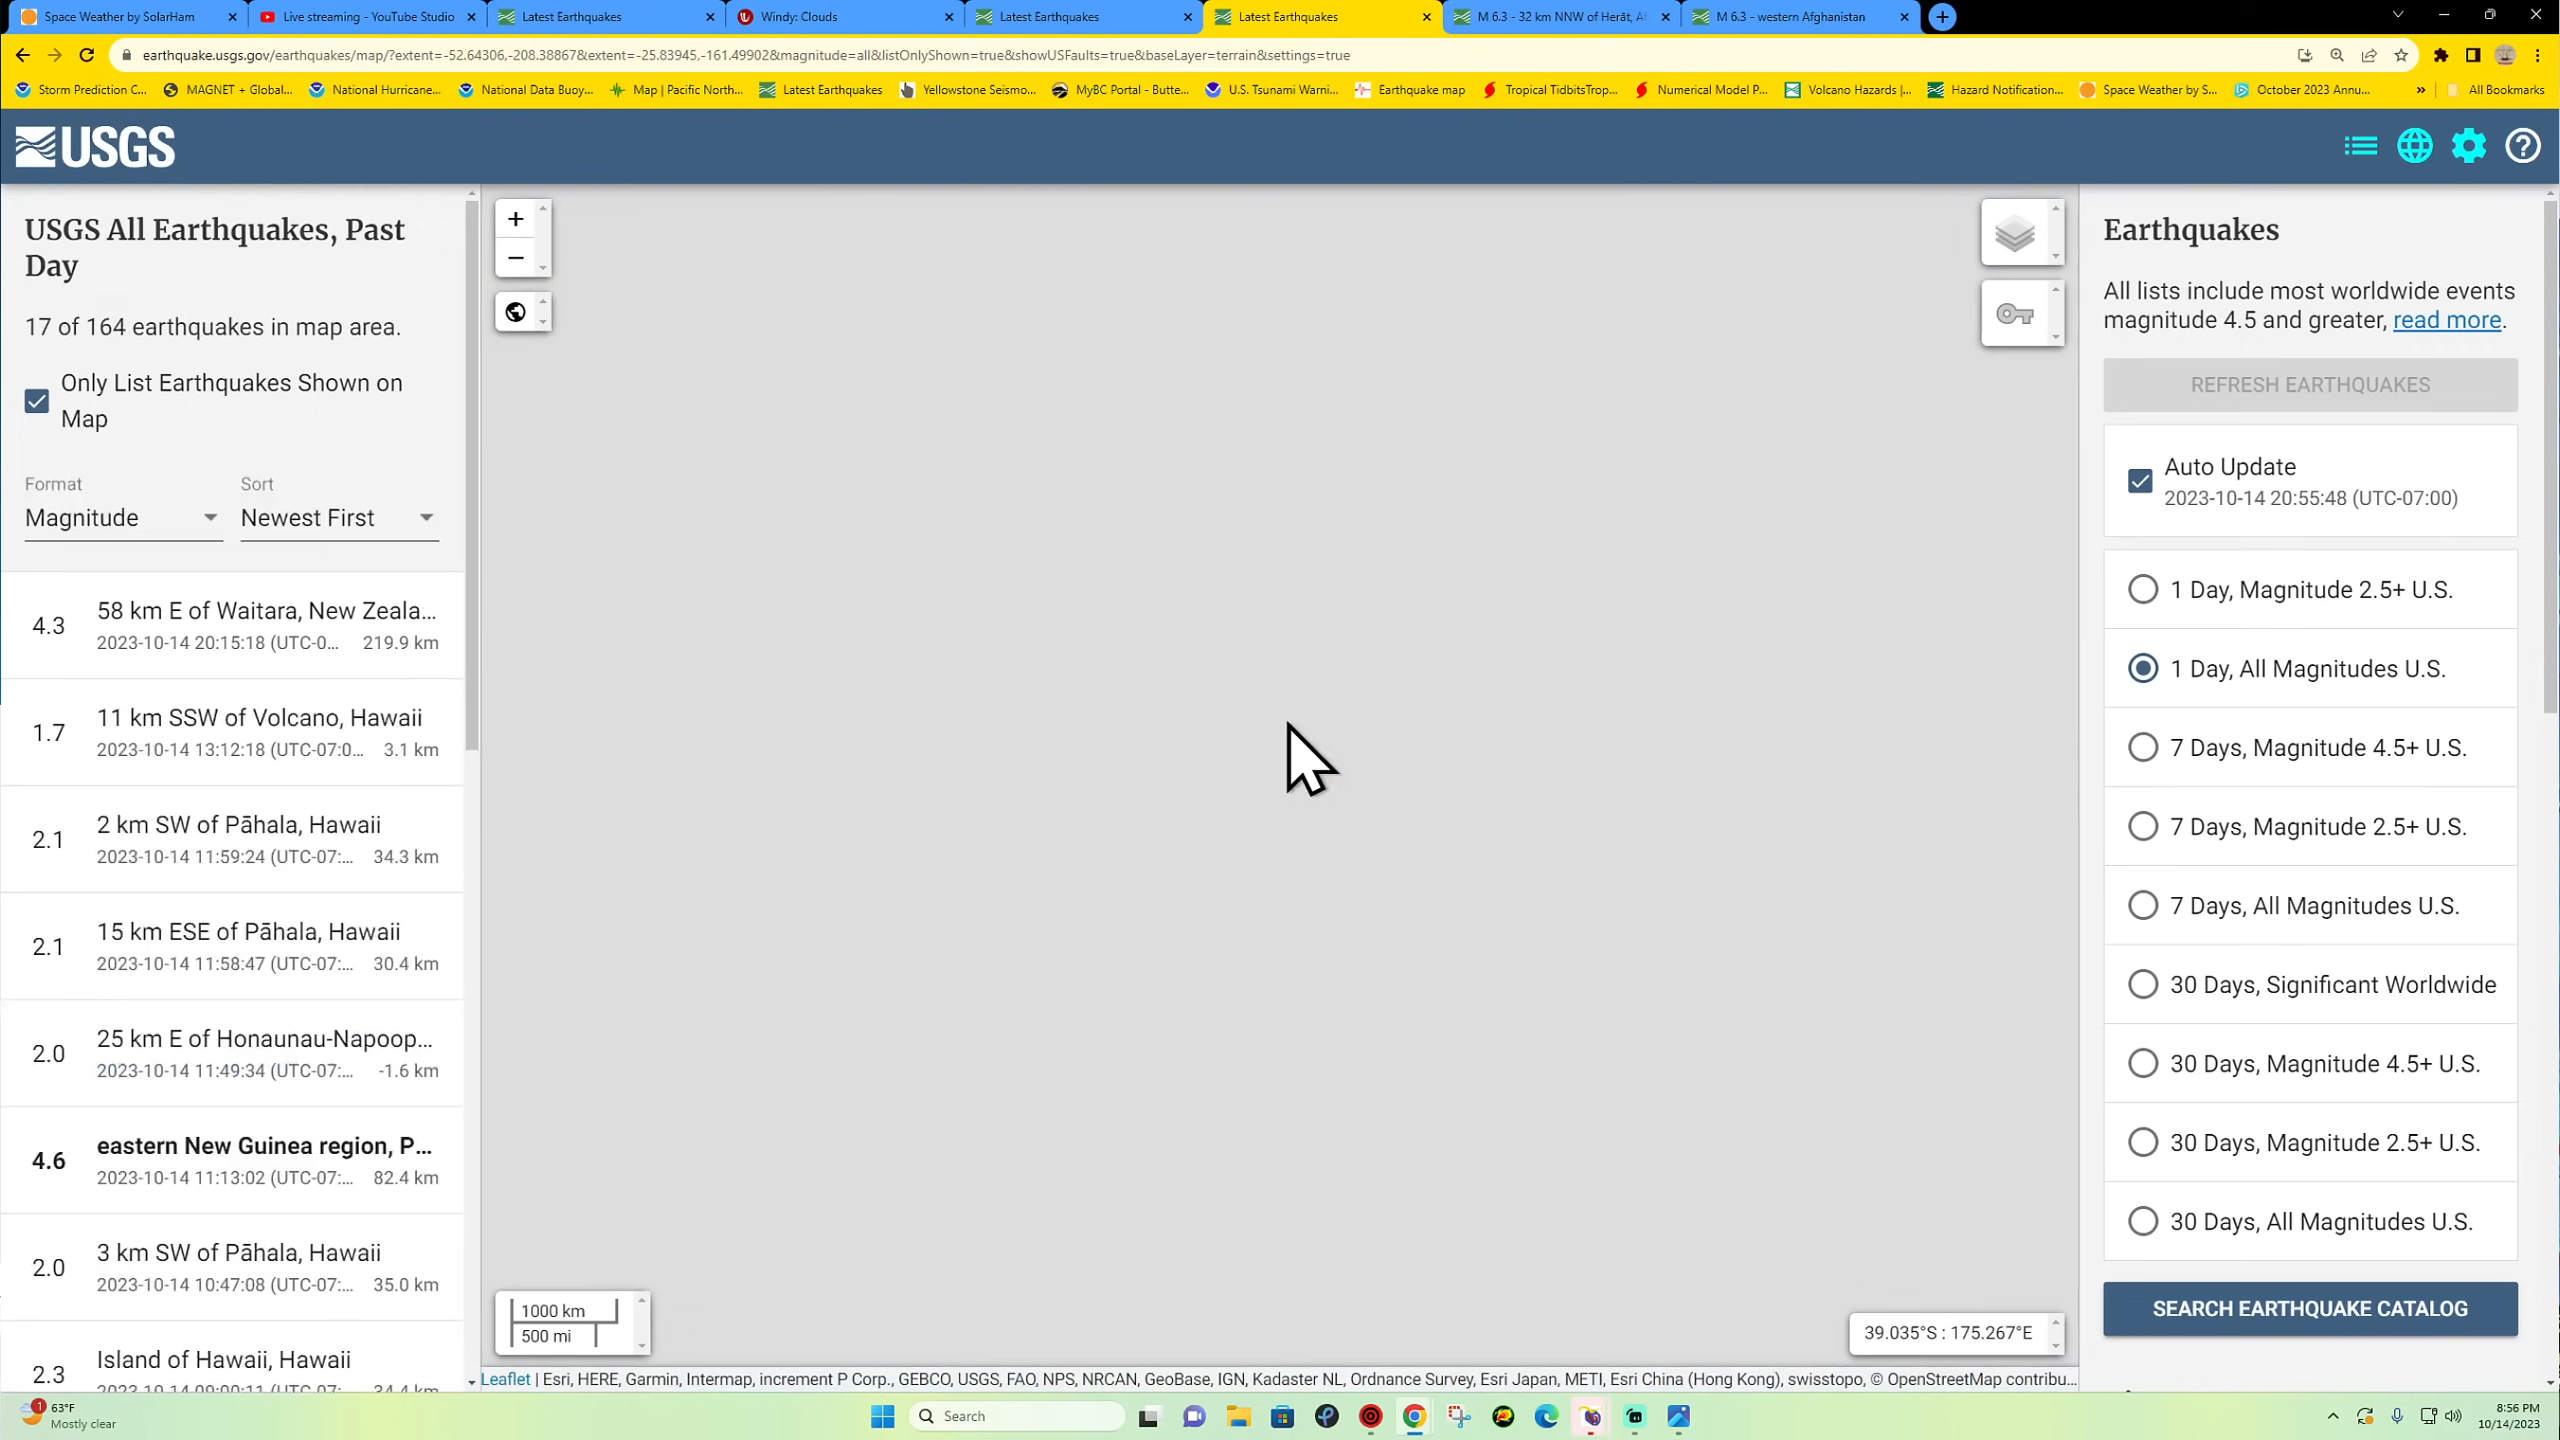 Space Weather by SolarHam
Live streaming - YouTube Studio
Latest Earthquakes
Windy: Clouds
Latest Earthquakes
Latest Earthquakes
M 6.3 - 32 km NNW of Herāt, A
M 6.3 - western Afghanistan
earthquake.usgs.gov/earthquakes/map/?extent=-52.64306,-208.38867&extent=-25.83945,-161.49902&magnitude=all&listOnlyShown=true&showUSFaults=true&baseLayer=terrain&settings=true
Storm Prediction C...
MAGNET + Global...
National Hurricane...
National Data Buoy...
Map | Pacific North...
Latest Earthquakes
Yellowstone Seismo...
MyBC Portal - Butte...
U.S. Tsunami Warni...
Earthquake map
Tropical TidbitsTrop...
Numerical Model P...
Volcano Hazards |...
Hazard Notification...
Space Weather by S...
October 2023 Annu...
»
All Bookmarks
USGS
USGS All Earthquakes, Past
Day
17 of 164 earthquakes in map area.
Only List Earthquakes Shown on
Map
Format
Sort
Magnitude
Newest First
4.3
58 km E of Waitara, New Zeala...
2023-10-14 20:15:18 (UTC-0... 219.9 km
1.7
11 km SSW of Volcano, Hawaii
2023-10-14 13:12:18 (UTC-07:0... 3.1 km
2.1
2 km SW of Pāhala, Hawaii
2023-10-14 11:59:24 (UTC-07:... 34.3 km
2.1
15 km ESE of Pāhala, Hawaii
2023-10-14 11:58:47 (UTC-07:... 30.4 km
2.0
25 km E of Honaunau-Napoop...
2023-10-14 11:49:34 (UTC-07:... -1.6 km
4.6
eastern New Guinea region, P...
2023-10-14 11:13:02 (UTC-07:... 82.4 km
2.0
3 km SW of Pāhala, Hawaii
2023-10-14 10:47:08 (UTC-07:... 35.0 km
2.3
Island of Hawaii, Hawaii
2023-10-14 09:00:11 (UTC-07:... 34.4 km
+
−
1000 km
500 mi
39.035°S : 175.267°E
Leaflet | Esri, HERE, Garmin, Intermap, increment P Corp., GEBCO, USGS, FAO, NPS, NRCAN, GeoBase, IGN, Kadaster NL, Ordnance Survey, Esri Japan, METI, Esri China (Hong Kong), swisstopo, © OpenStreetMap contribu...
Earthquakes
All lists include most worldwide events
magnitude 4.5 and greater, read more.
REFRESH EARTHQUAKES
Auto Update
2023-10-14 20:55:48 (UTC-07:00)
1 Day, Magnitude 2.5+ U.S.
1 Day, All Magnitudes U.S.
7 Days, Magnitude 4.5+ U.S.
7 Days, Magnitude 2.5+ U.S.
7 Days, All Magnitudes U.S.
30 Days, Significant Worldwide
30 Days, Magnitude 4.5+ U.S.
30 Days, Magnitude 2.5+ U.S.
30 Days, All Magnitudes U.S.
SEARCH EARTHQUAKE CATALOG
1
63°F
Mostly clear
Search
8:56 PM
10/14/2023